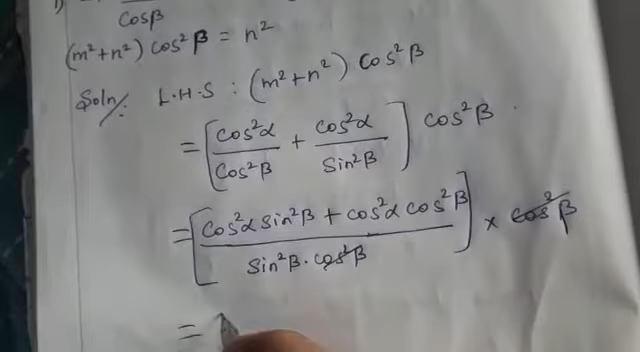 1)
cosβ
(m²+n²) cos²β = n²
Soln/: L.H.S : (m²+n²) cos²β
= [cos²α/cos²β + cos²α/sin²β] cos²β.
= [cos²α sin²β + cos²α cos²β / sin²β · cos²β] × cos²β
=